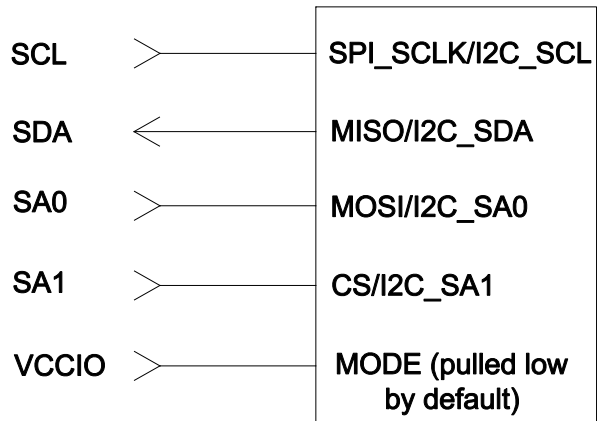 SCL SPI_SCLK/I2C_SCL
SDA MISO/I2C_SDA
SA0 MOSI/I2C_SA0
SA1 CS/I2C_SA1
VCCIO MODE (pulled low
by default)